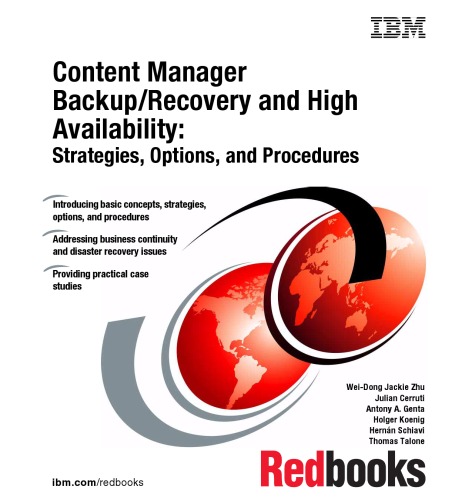 IBM
Content Manager
Backup/Recovery and High
Availability:
Strategies, Options, and Procedures
Introducing basic concepts, strategies,
options, and procedures
Addressing business continuity
and disaster recovery issues
Providing practical case
studies
Wei-Dong Jackie Zhu
Julian Cerruti
Antony A. Genta
Holger Koenig
Hernán Schiavi
Thomas Talone
ibm.com/redbooks
Redbooks